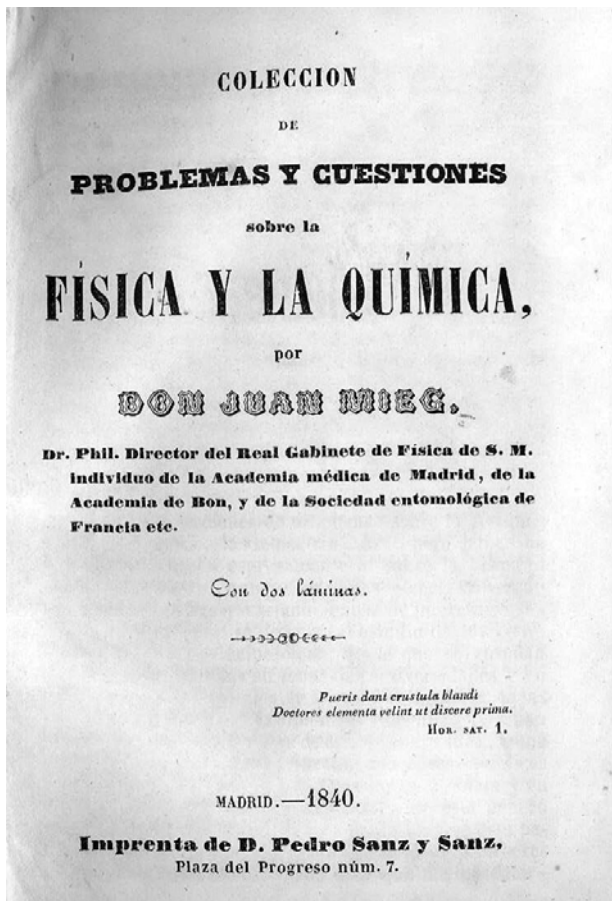 COLECCION
DE
PROBLEMAS Y CUESTIONES
sobre la
FÍSICA Y LA QUÍMICA,
por
DON JUAN MIEG,
Dr. Phil. Director del Real Gabinete de Física de S. M.
individuo de la Academia médica de Madrid, de la
Academia de Bon, y de la Sociedad entomológica de
Francia etc.
Con dos láminas.
Pueris dant crustula blandi
Doctores elementa velint ut discere prima.
HOR. SAT. 1.
MADRID.—1840.
Imprenta de D. Pedro Sanz y Sanz,
Plaza del Progreso núm. 7.